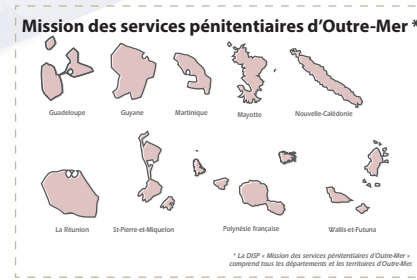 Mission des services pénitentiaires d'Outre-Mer *
Guadeloupe
Guyane
Martinique
Mayotte
Nouvelle-Calédonie
La Réunion
St-Pierre-et-Miquelon
Polynésie française
Wallis-et-Futuna
* La DISP « Mission des services pénitentiaires d'Outre-Mer »
comprend tous les départements et les territoires d'Outre-Mer.